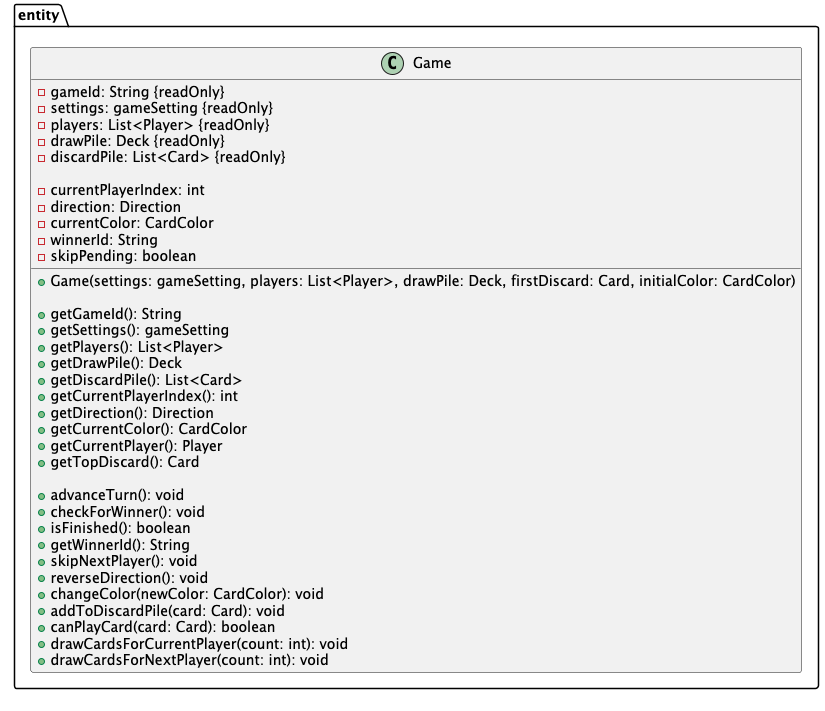 entity
C Game
gameId: String {readOnly}
settings: gameSetting {readOnly}
players: List<Player> {readOnly}
drawPile: Deck {readOnly}
discardPile: List<Card> {readOnly}
currentPlayerIndex: int
direction: Direction
currentColor: CardColor
winnerId: String
skipPending: boolean
Game(settings: gameSetting, players: List<Player>, drawPile: Deck, firstDiscard: Card, initialColor: CardColor)
getGameId(): String
getSettings(): gameSetting
getPlayers(): List<Player>
getDrawPile(): Deck
getDiscardPile(): List<Card>
getCurrentPlayerIndex(): int
getDirection(): Direction
getCurrentColor(): CardColor
getCurrentPlayer(): Player
getTopDiscard(): Card
advanceTurn(): void
checkForWinner(): void
isFinished(): boolean
getWinnerId(): String
skipNextPlayer(): void
reverseDirection(): void
changeColor(newColor: CardColor): void
addToDiscardPile(card: Card): void
canPlayCard(card: Card): boolean
drawCardsForCurrentPlayer(count: int): void
drawCardsForNextPlayer(count: int): void